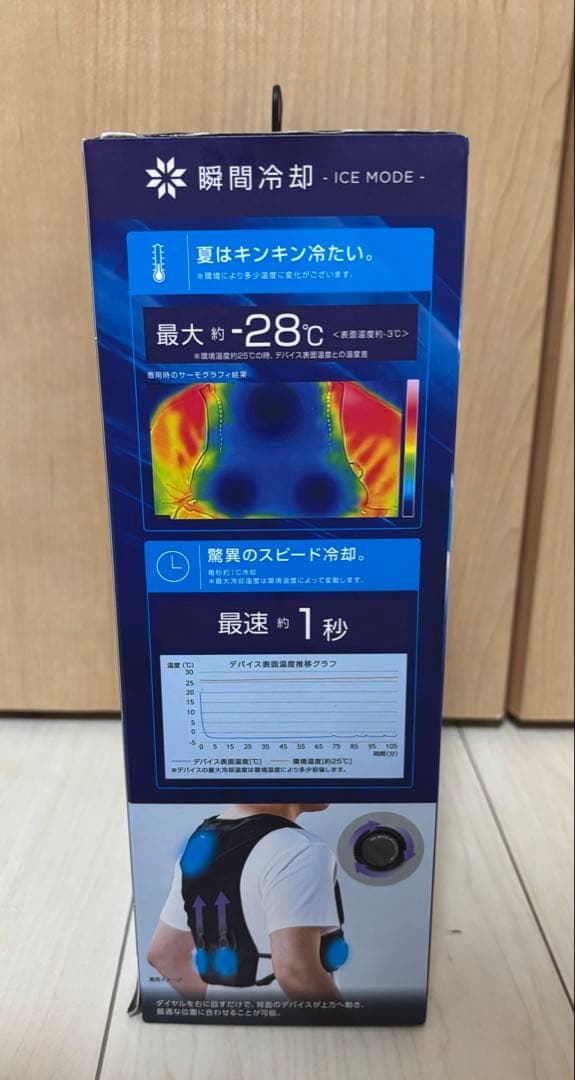 瞬間冷却 - ICE MODE -
夏はキンキン冷たい。
※環境により多少温度に変化がございます。
最大 約 -28℃ <表面温度約-3℃>
※環境温度約25℃の時、デバイス表面温度との温度差
着用時のサーモグラフィ結果
驚異のスピード冷却。
毎秒約1℃冷却
※最大冷却温度は環境温度によって変動します。
最速 約 1秒
温度(℃) デバイス表面温度推移グラフ
30
25
20
15
10
5
0
-5
0 5 15 25 35 45 55 65 75 85 95 105
時間(分)
デバイス表面温度[℃] 環境温度[約25℃]
※デバイスの最大冷却温度は環境温度により多少前後します。
着用イメージ
ダイヤルを右に回すだけで、背面のデバイスが上方へ動き、
最適な位置に合わせることが可能。